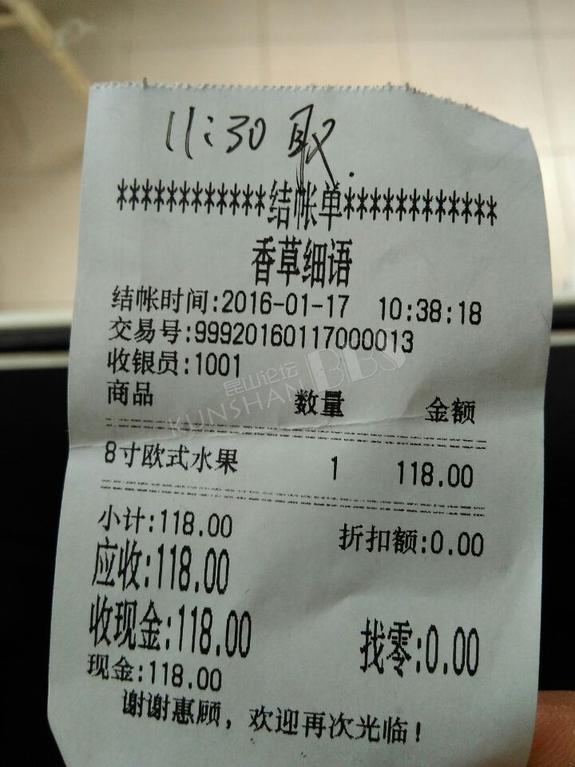 11:30 取.
************结帐单************
香草细语
结帐时间:2016-01-17 10:38:18
交易号:99920160117000013
收银员:1001
昆山论坛
KUNSHAN BBS
商品 数量 金额
8寸欧式水果 1 118.00
小计:118.00 折扣额:0.00
应收:118.00
收现金:118.00 找零:0.00
现金:118.00
谢谢惠顾，欢迎再次光临!